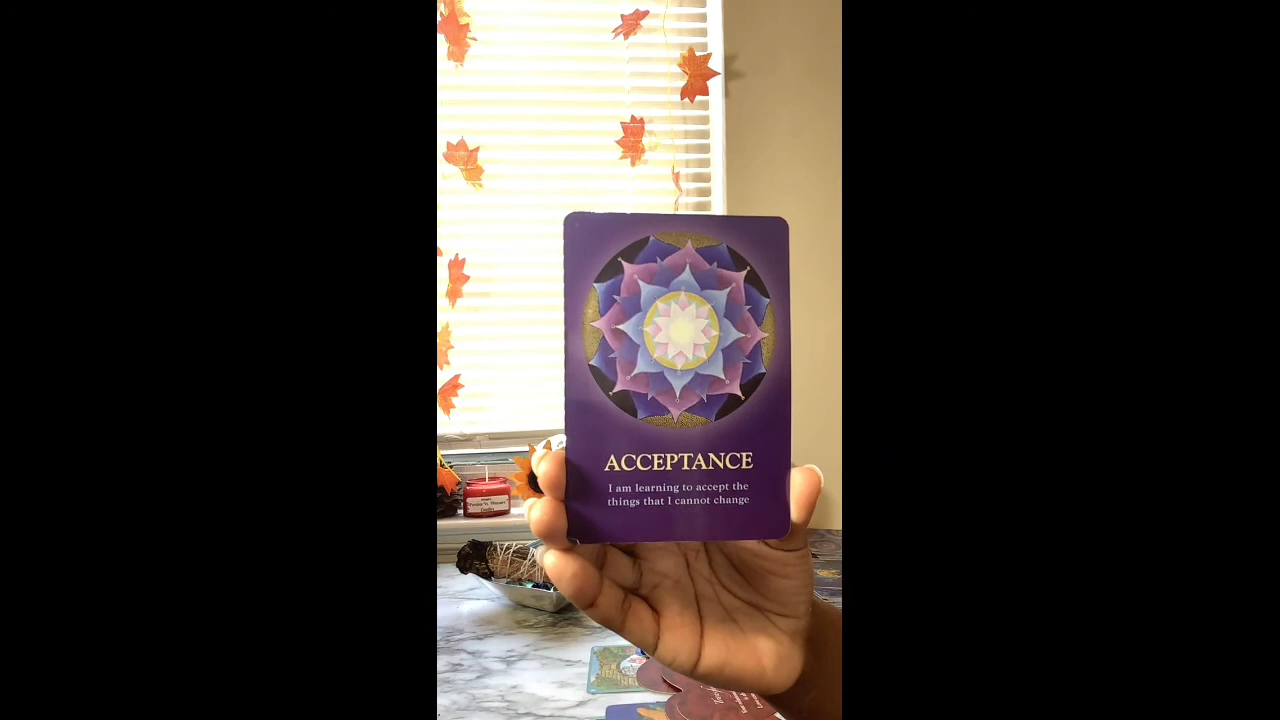 ACCEPTANCE
I am learning to accept the
things that I cannot change